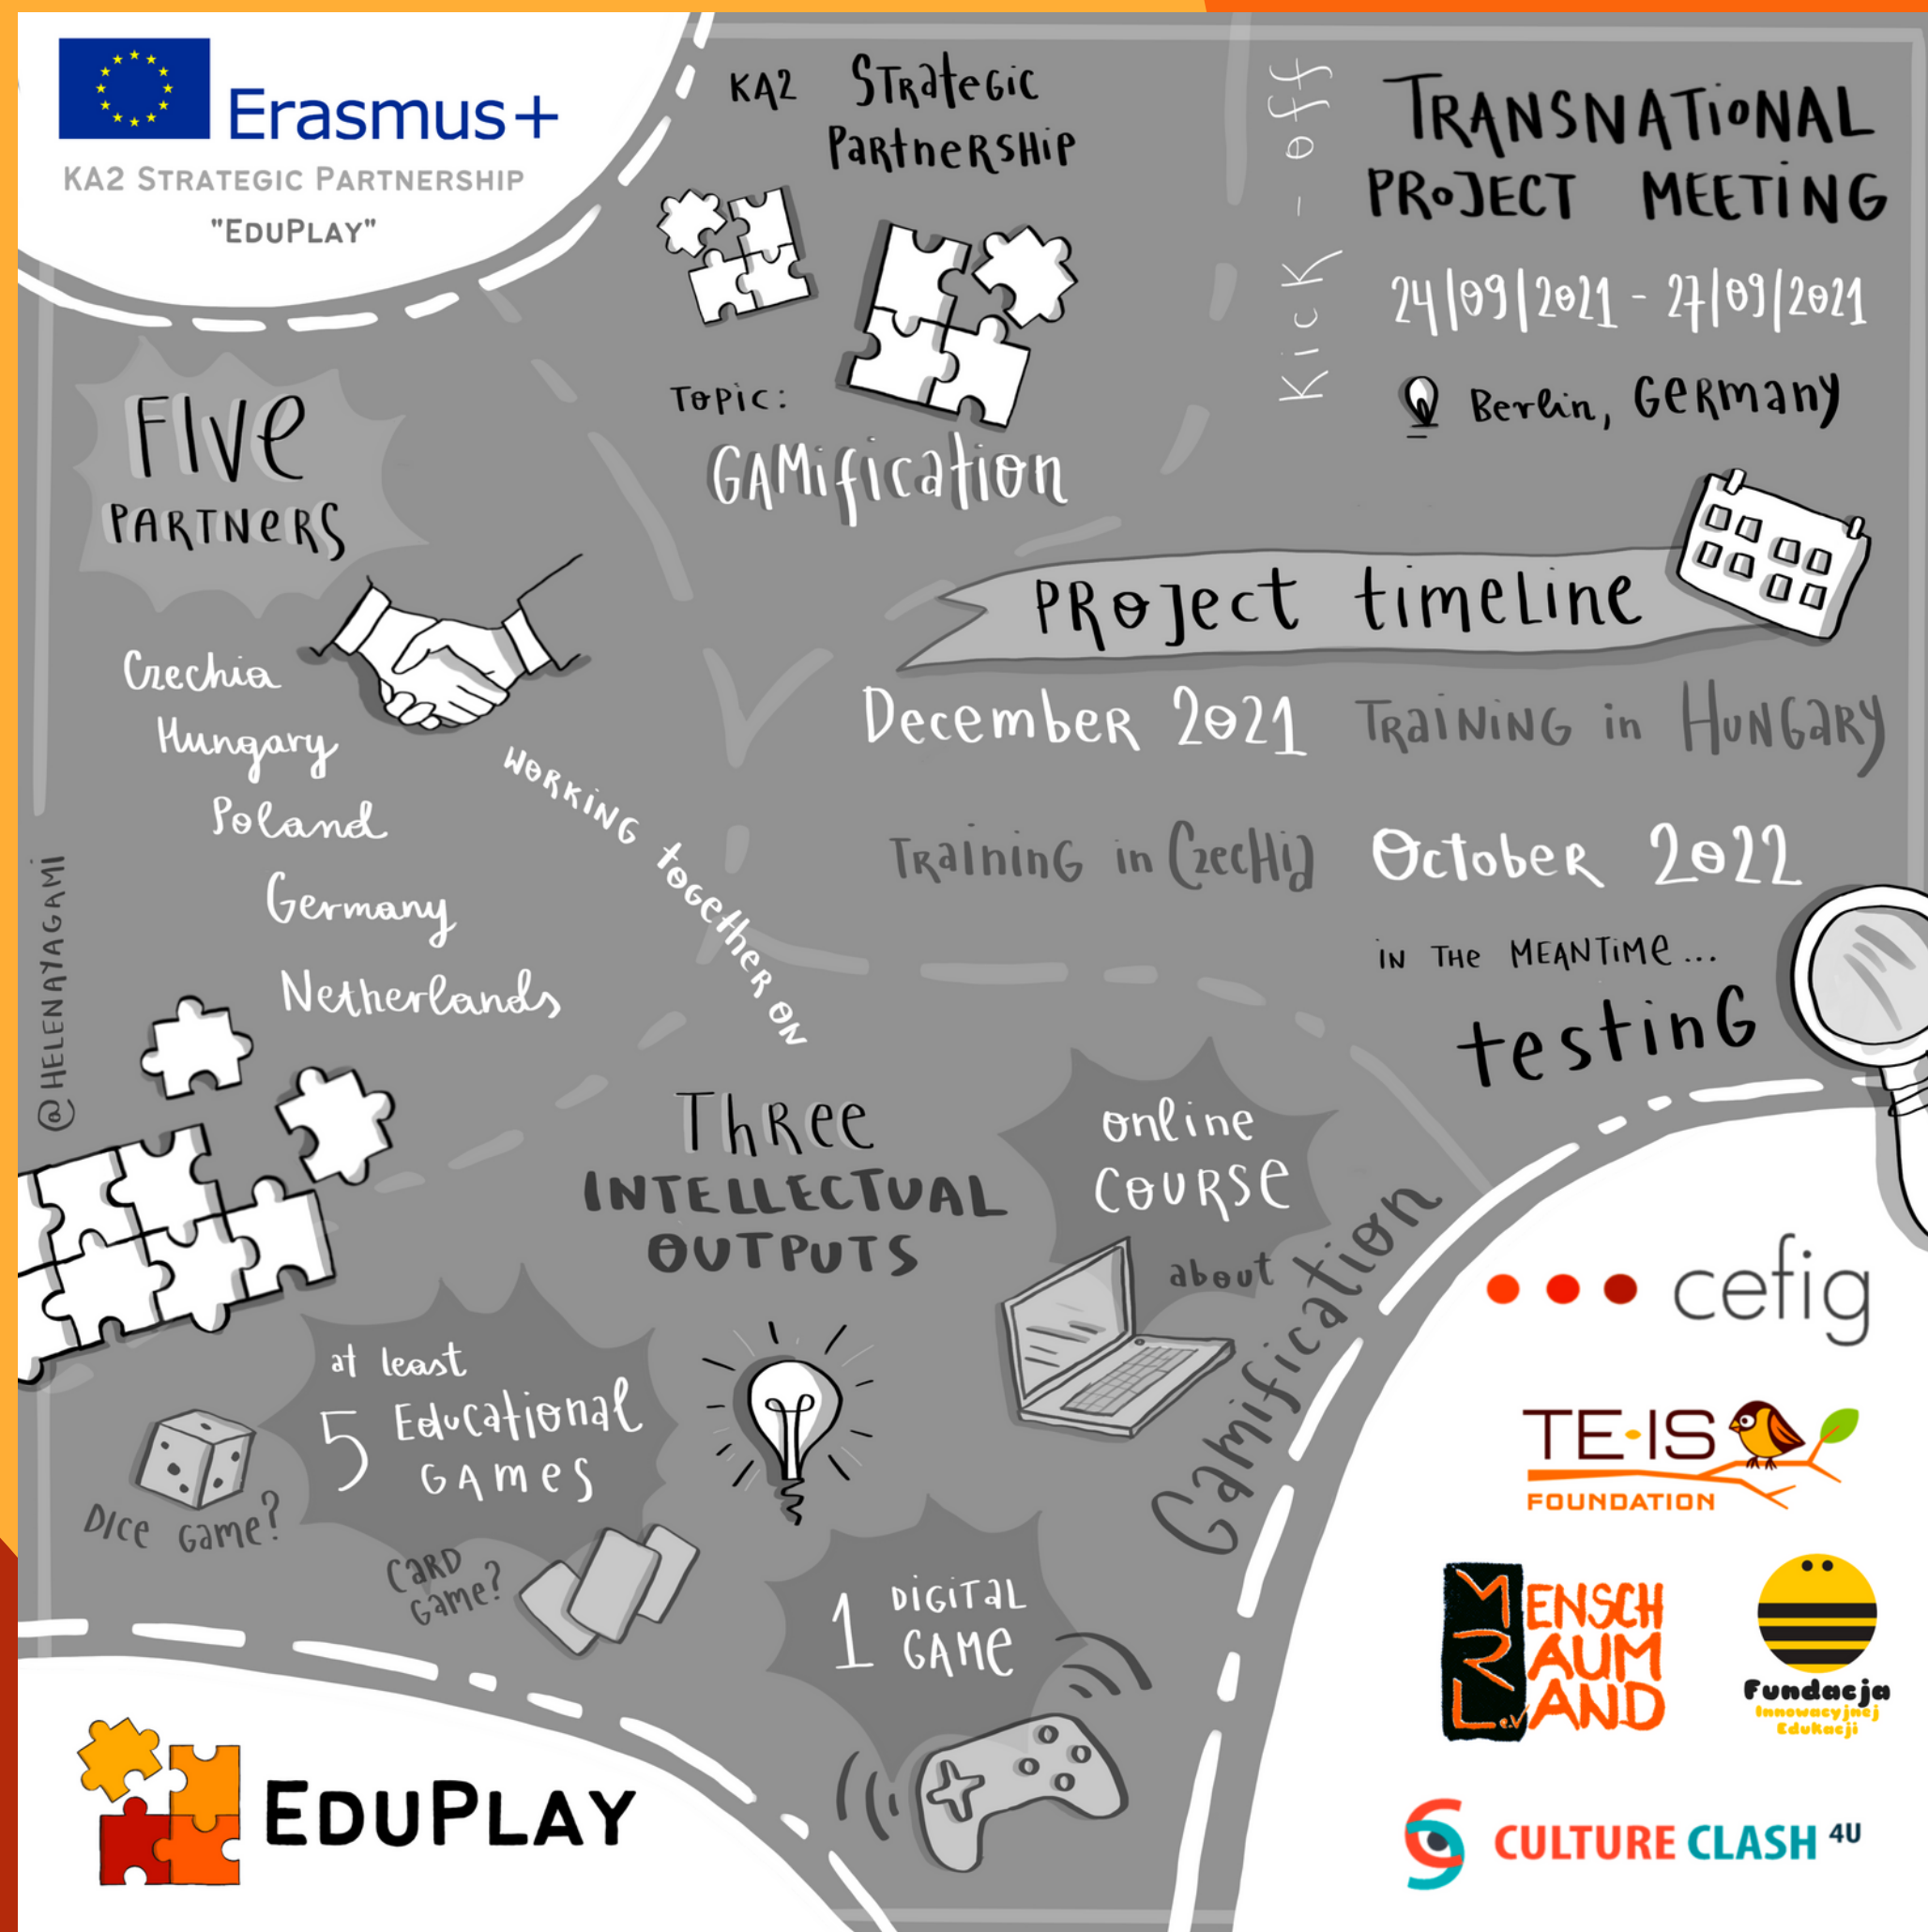 Erasmus+
KA2 STRATEGIC PARTNERSHIP
"EDUPLAY"
KA2 STRateGic
PaRtneRSHiP
Topic:
GAMification
Kick-off
TRANSNATiONAL
PROJECT MEETiNG
24/09/2021 - 27/09/2021
Berlin, GeRmany
FIVe
PARTNeRS
Czechia
Hungary
Poland
Germany
Netherlands
WORKiNG toGetheR ON
PROJect timeLine
DecembeR 2021 TRaiNiNG in HuNGaRy
TRaininG in CzecHia OctobeR 2022
iN THe MEANTiMe...
testinG
@HELENAYAGAMI
ThRee
INTELLECTUAL
OUTPUTS
online
COURSe
about
Gamification
at least
5 Educational
GAmeS
Dice Game?
CaRD
Game?
1 DiGiTaL
GAMe
cefig
TE·IS
FOUNDATION
MENSCH
RAUM
LAND
e.V
Fundacja
Innowacyjnej
Edukacji
CULTURE CLASH 4U
EDUPLAY